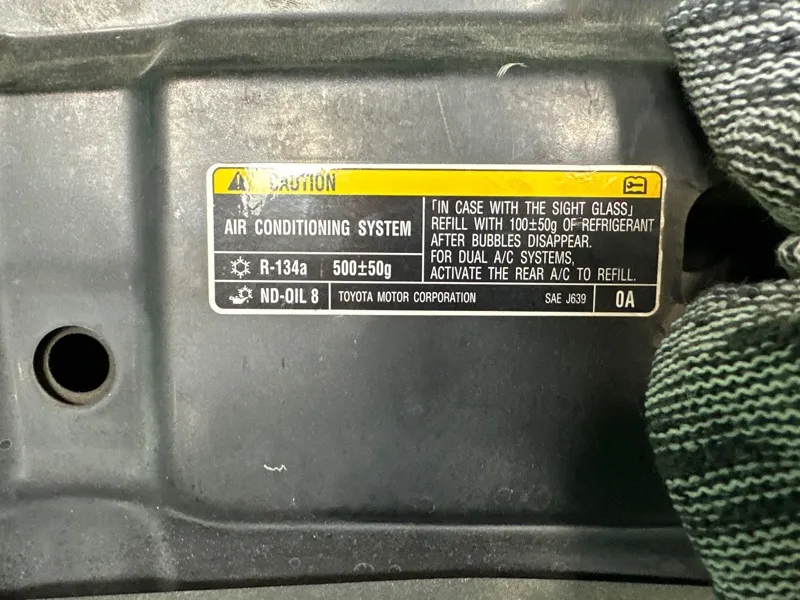 CAUTION
AIR CONDITIONING SYSTEM
R-134a 500±50g
「IN CASE WITH THE SIGHT GLASS」
REFILL WITH 100±50g OF REFRIGERANT
AFTER BUBBLES DISAPPEAR.
FOR DUAL A/C SYSTEMS,
ACTIVATE THE REAR A/C TO REFILL.
ND-OIL 8 TOYOTA MOTOR CORPORATION SAE J639 0A